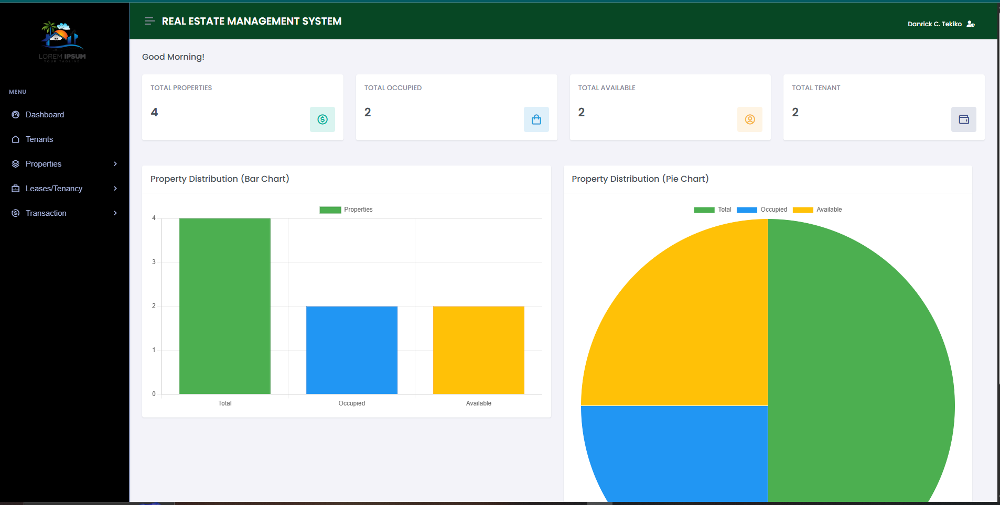 LOREM IPSUM
YOUR TAGLINE
MENU
Dashboard
Tenants
Properties
Leases/Tenancy
Transaction
REAL ESTATE MANAGEMENT SYSTEM
Danrick C. Tekiko
Good Morning!
TOTAL PROPERTIES
4
TOTAL OCCUPIED
2
TOTAL AVAILABLE
2
TOTAL TENANT
2
Property Distribution (Bar Chart)
Properties
4
3
2
1
0
Total Occupied Available
Property Distribution (Pie Chart)
Total Occupied Available